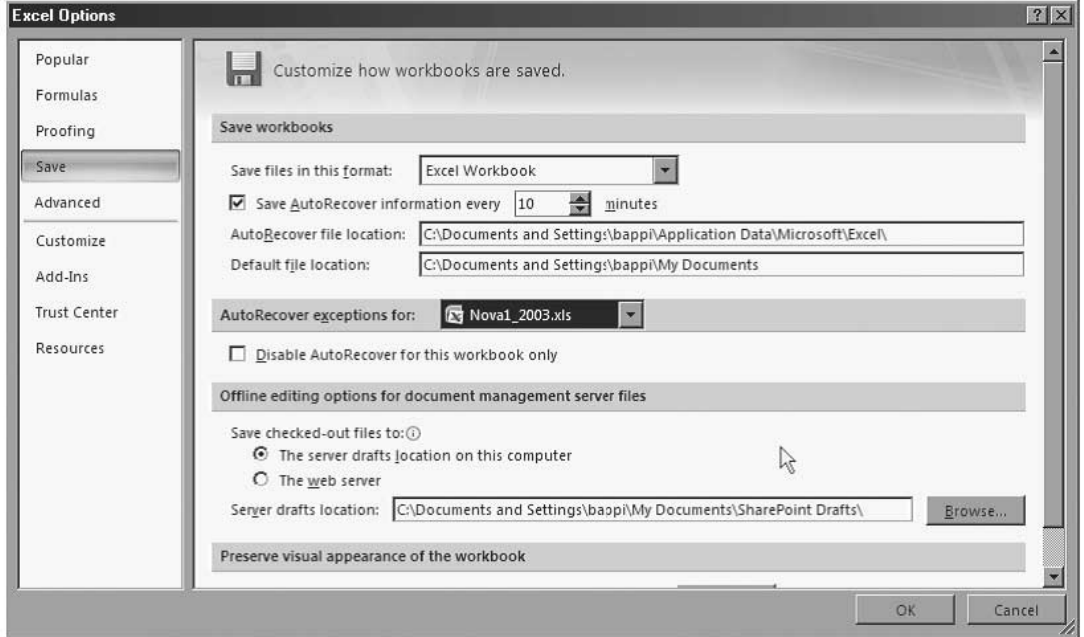 Excel Options
Popular
Formulas
Proofing
Save
Advanced
Customize
Add-Ins
Trust Center
Resources
Customize how workbooks are saved.
Save workbooks
Save files in this format: Excel Workbook
Save AutoRecover information every 10 minutes
AutoRecover file location: C:\Documents and Settings\bappi\Application Data\Microsoft\Excel\
Default file location: C:\Documents and Settings\bappi\My Documents
AutoRecover exceptions for: Nova1_2003.xls
Disable AutoRecover for this workbook only
Offline editing options for document management server files
Save checked-out files to:
The server drafts location on this computer
The web server
Server drafts location: C:\Documents and Settings\bappi\My Documents\SharePoint Drafts\ Browse...
Preserve visual appearance of the workbook
OK Cancel